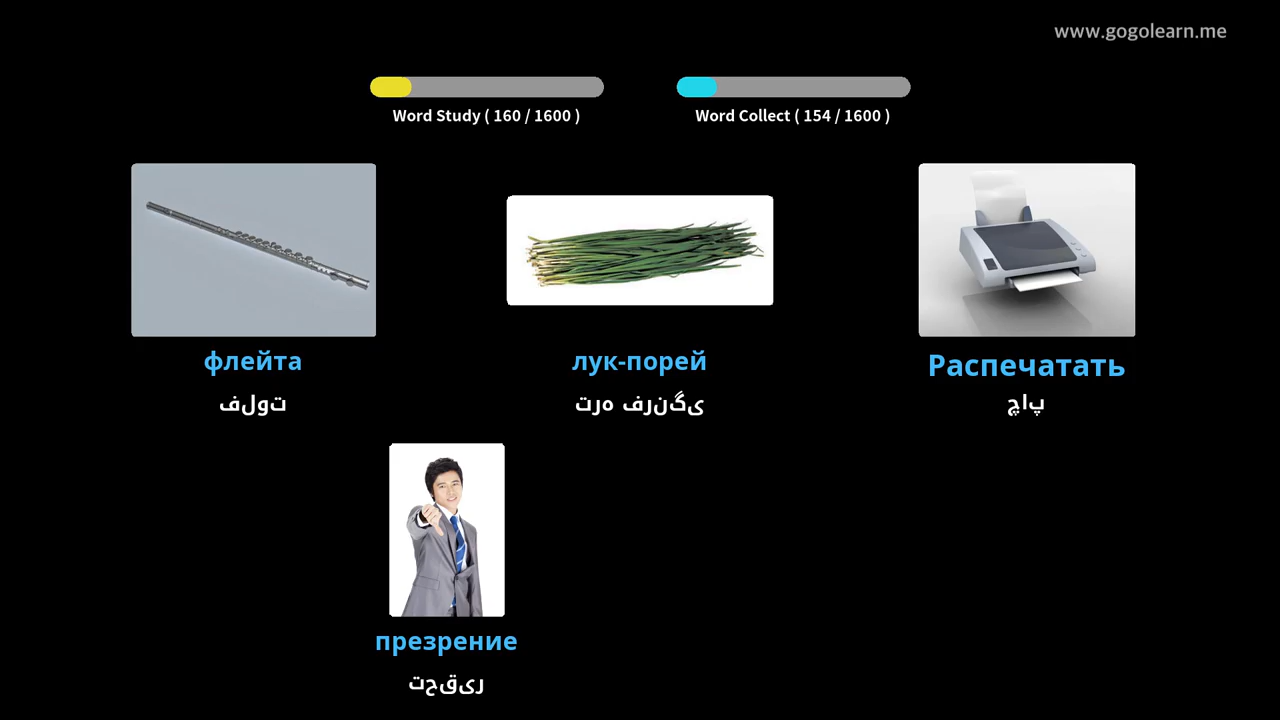 www.gogolearn.me
Word Study ( 160 / 1600 )
Word Collect ( 154 / 1600 )
флейта
فلوت
лук-порей
تره فرنگی
Распечатать
چاپ
презрение
تحقیر